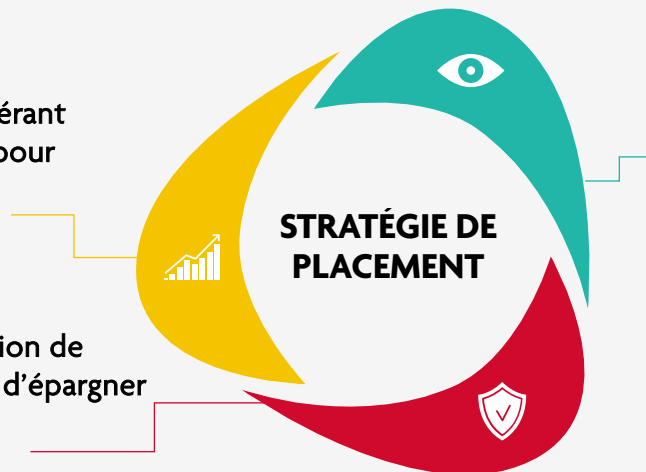 érant
pour
STRATÉGIE DE
PLACEMENT
ion de
d'épargner